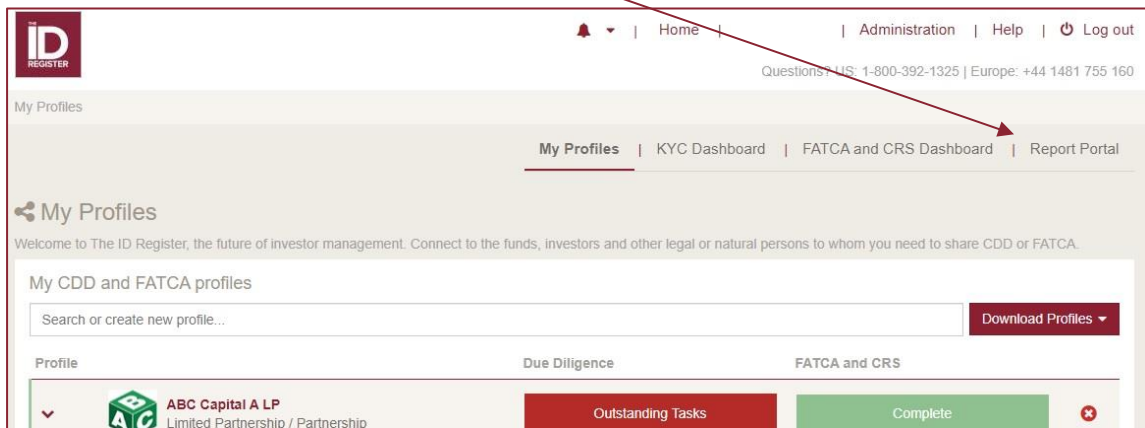 THE
ID
REGISTER
Home | | Administration | Help | Log out
Questions? US: 1-800-392-1325 | Europe: +44 1481 755 160
My Profiles
My Profiles | KYC Dashboard | FATCA and CRS Dashboard | Report Portal
My Profiles
Welcome to The ID Register, the future of investor management. Connect to the funds, investors and other legal or natural persons to whom you need to share CDD or FATCA.
My CDD and FATCA profiles
Search or create new profile...
Download Profiles
Profile Due Diligence FATCA and CRS
ABC Capital A LP
Limited Partnership / Partnership
Outstanding Tasks
Complete
A B C